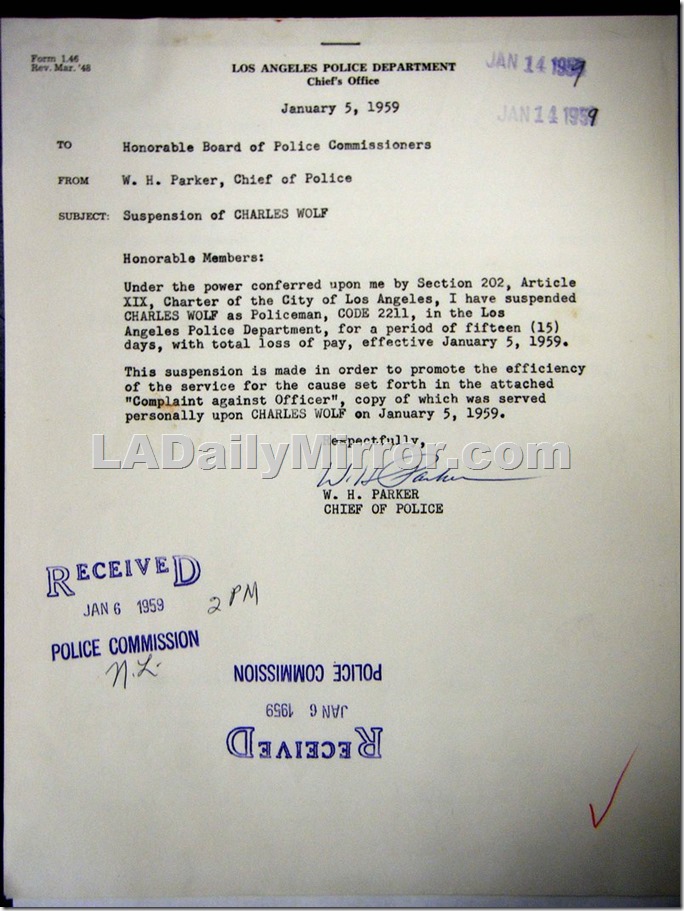 Form 1.46
Rev. Mar. '48
LOS ANGELES POLICE DEPARTMENT
Chief's Office
JAN 14 1959
JAN 14 1959
January 5, 1959
TO Honorable Board of Police Commissioners
FROM W. H. Parker, Chief of Police
SUBJECT: Suspension of CHARLES WOLF
Honorable Members:
Under the power conferred upon me by Section 202, Article
XIX, Charter of the City of Los Angeles, I have suspended
CHARLES WOLF as Policeman, CODE 2211, in the Los
Angeles Police Department, for a period of fifteen (15)
days, with total loss of pay, effective January 5, 1959.
This suspension is made in order to promote the efficiency
of the service for the cause set forth in the attached
"Complaint against Officer", copy of which was served
personally upon CHARLES WOLF on January 5, 1959.
Respectfully,
LADailyMirror.com
W. H. Parker
W. H. PARKER
CHIEF OF POLICE
RECEIVED
JAN 6 1959 2 PM
POLICE COMMISSION
N.L.
POLICE COMMISSION
JAN 6 1959
RECEIVED